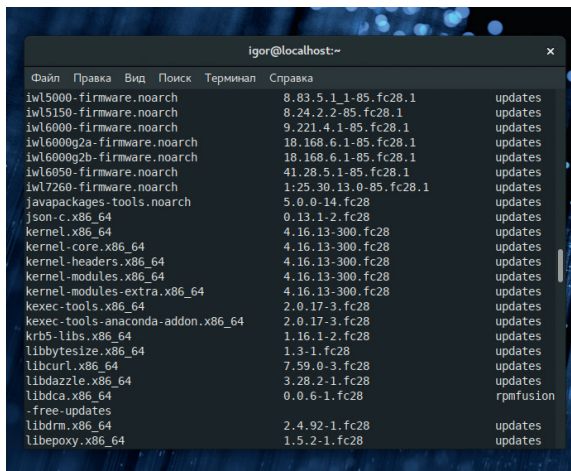 igor@localhost:~ ×
Файл Правка Вид Поиск Терминал Справка
iwl5000-firmware.noarch 8.83.5.1_1-85.fc28.1 updates
iwl5150-firmware.noarch 8.24.2.2-85.fc28.1 updates
iwl6000-firmware.noarch 9.221.4.1-85.fc28.1 updates
iwl6000g2a-firmware.noarch 18.168.6.1-85.fc28.1 updates
iwl6000g2b-firmware.noarch 18.168.6.1-85.fc28.1 updates
iwl6050-firmware.noarch 41.28.5.1-85.fc28.1 updates
iwl7260-firmware.noarch 1:25.30.13.0-85.fc28.1 updates
javapackages-tools.noarch 5.0.0-14.fc28 updates
json-c.x86_64 0.13.1-2.fc28 updates
kernel.x86_64 4.16.13-300.fc28 updates
kernel-core.x86_64 4.16.13-300.fc28 updates
kernel-headers.x86_64 4.16.13-300.fc28 updates
kernel-modules.x86_64 4.16.13-300.fc28 updates
kernel-modules-extra.x86_64 4.16.13-300.fc28 updates
kexec-tools.x86_64 2.0.17-3.fc28 updates
kexec-tools-anaconda-addon.x86_64 2.0.17-3.fc28 updates
krb5-libs.x86_64 1.16.1-2.fc28 updates
libbytesize.x86_64 1.3-1.fc28 updates
libcurl.x86_64 7.59.0-3.fc28 updates
libdazzle.x86_64 3.28.2-1.fc28 updates
libdca.x86_64 0.0.6-1.fc28 rpmfusion
-free-updates
libdrm.x86_64 2.4.92-1.fc28 updates
libepoxy.x86_64 1.5.2-1.fc28 updates